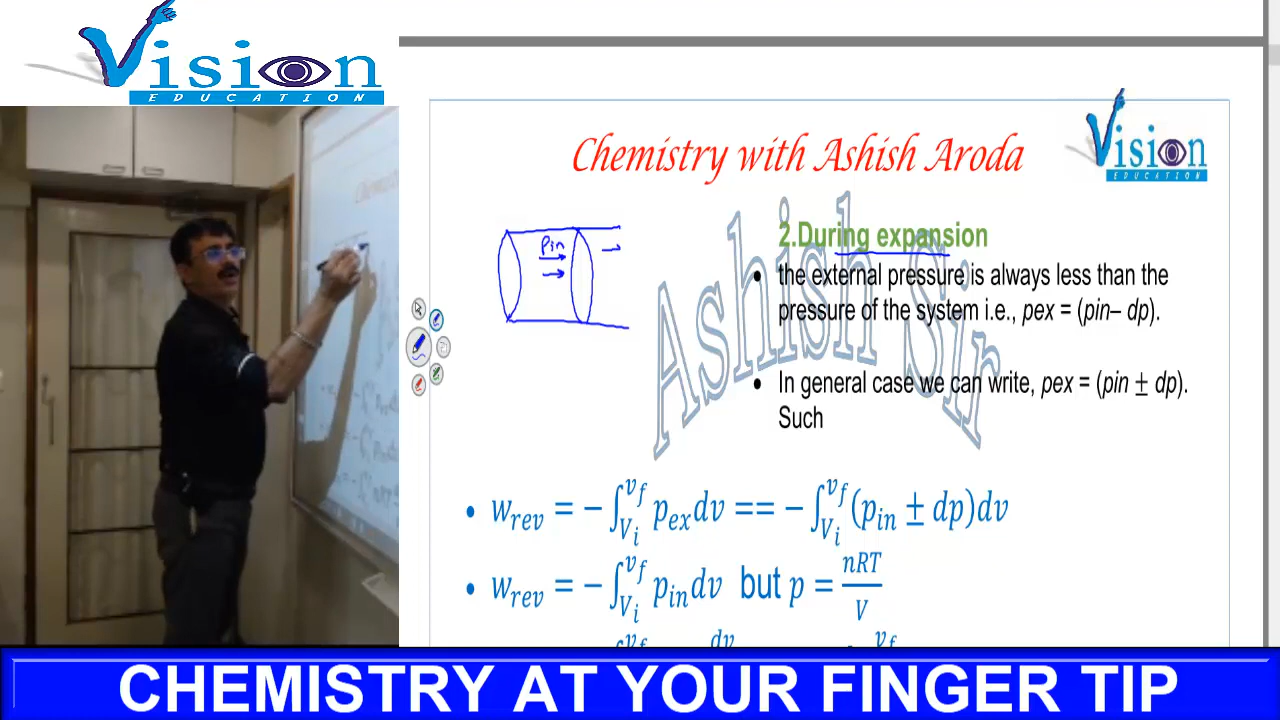 Vision
EDUCATION
Vision
EDUCATION
Chemistry with Ashish Aroda
Pin
2.During expansion
• the external pressure is always less than the
pressure of the system i.e., pex = (pin– dp).
• In general case we can write, pex = (pin ± dp).
Such
Ashish Sir
• w_rev = −∫_{V_i}^{v_f} p_ex dv == −∫_{V_i}^{v_f} (p_in ± dp)dv
• w_rev = −∫_{V_i}^{v_f} p_in dv but p = nRT/V
CHEMISTRY AT YOUR FINGER TIP